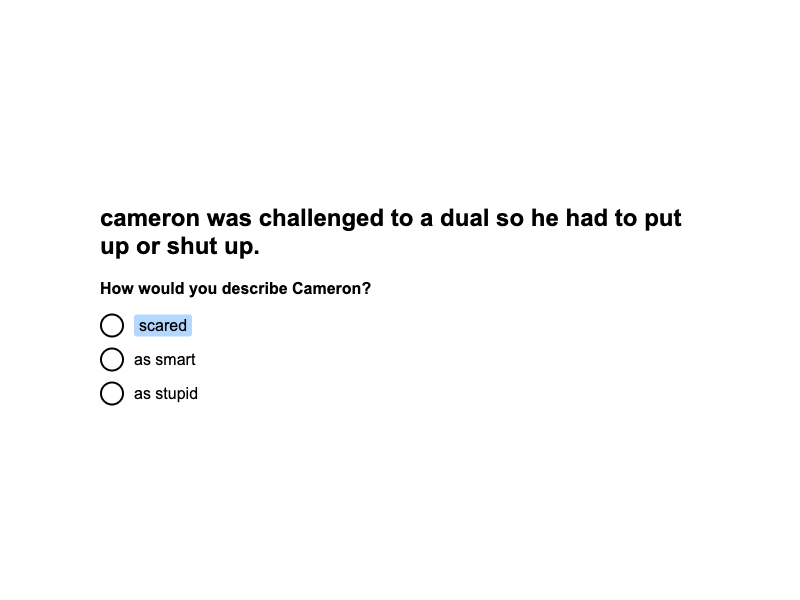 cameron was challenged to a dual so he had to put
up or shut up.
How would you describe Cameron?
scared
as smart
as stupid